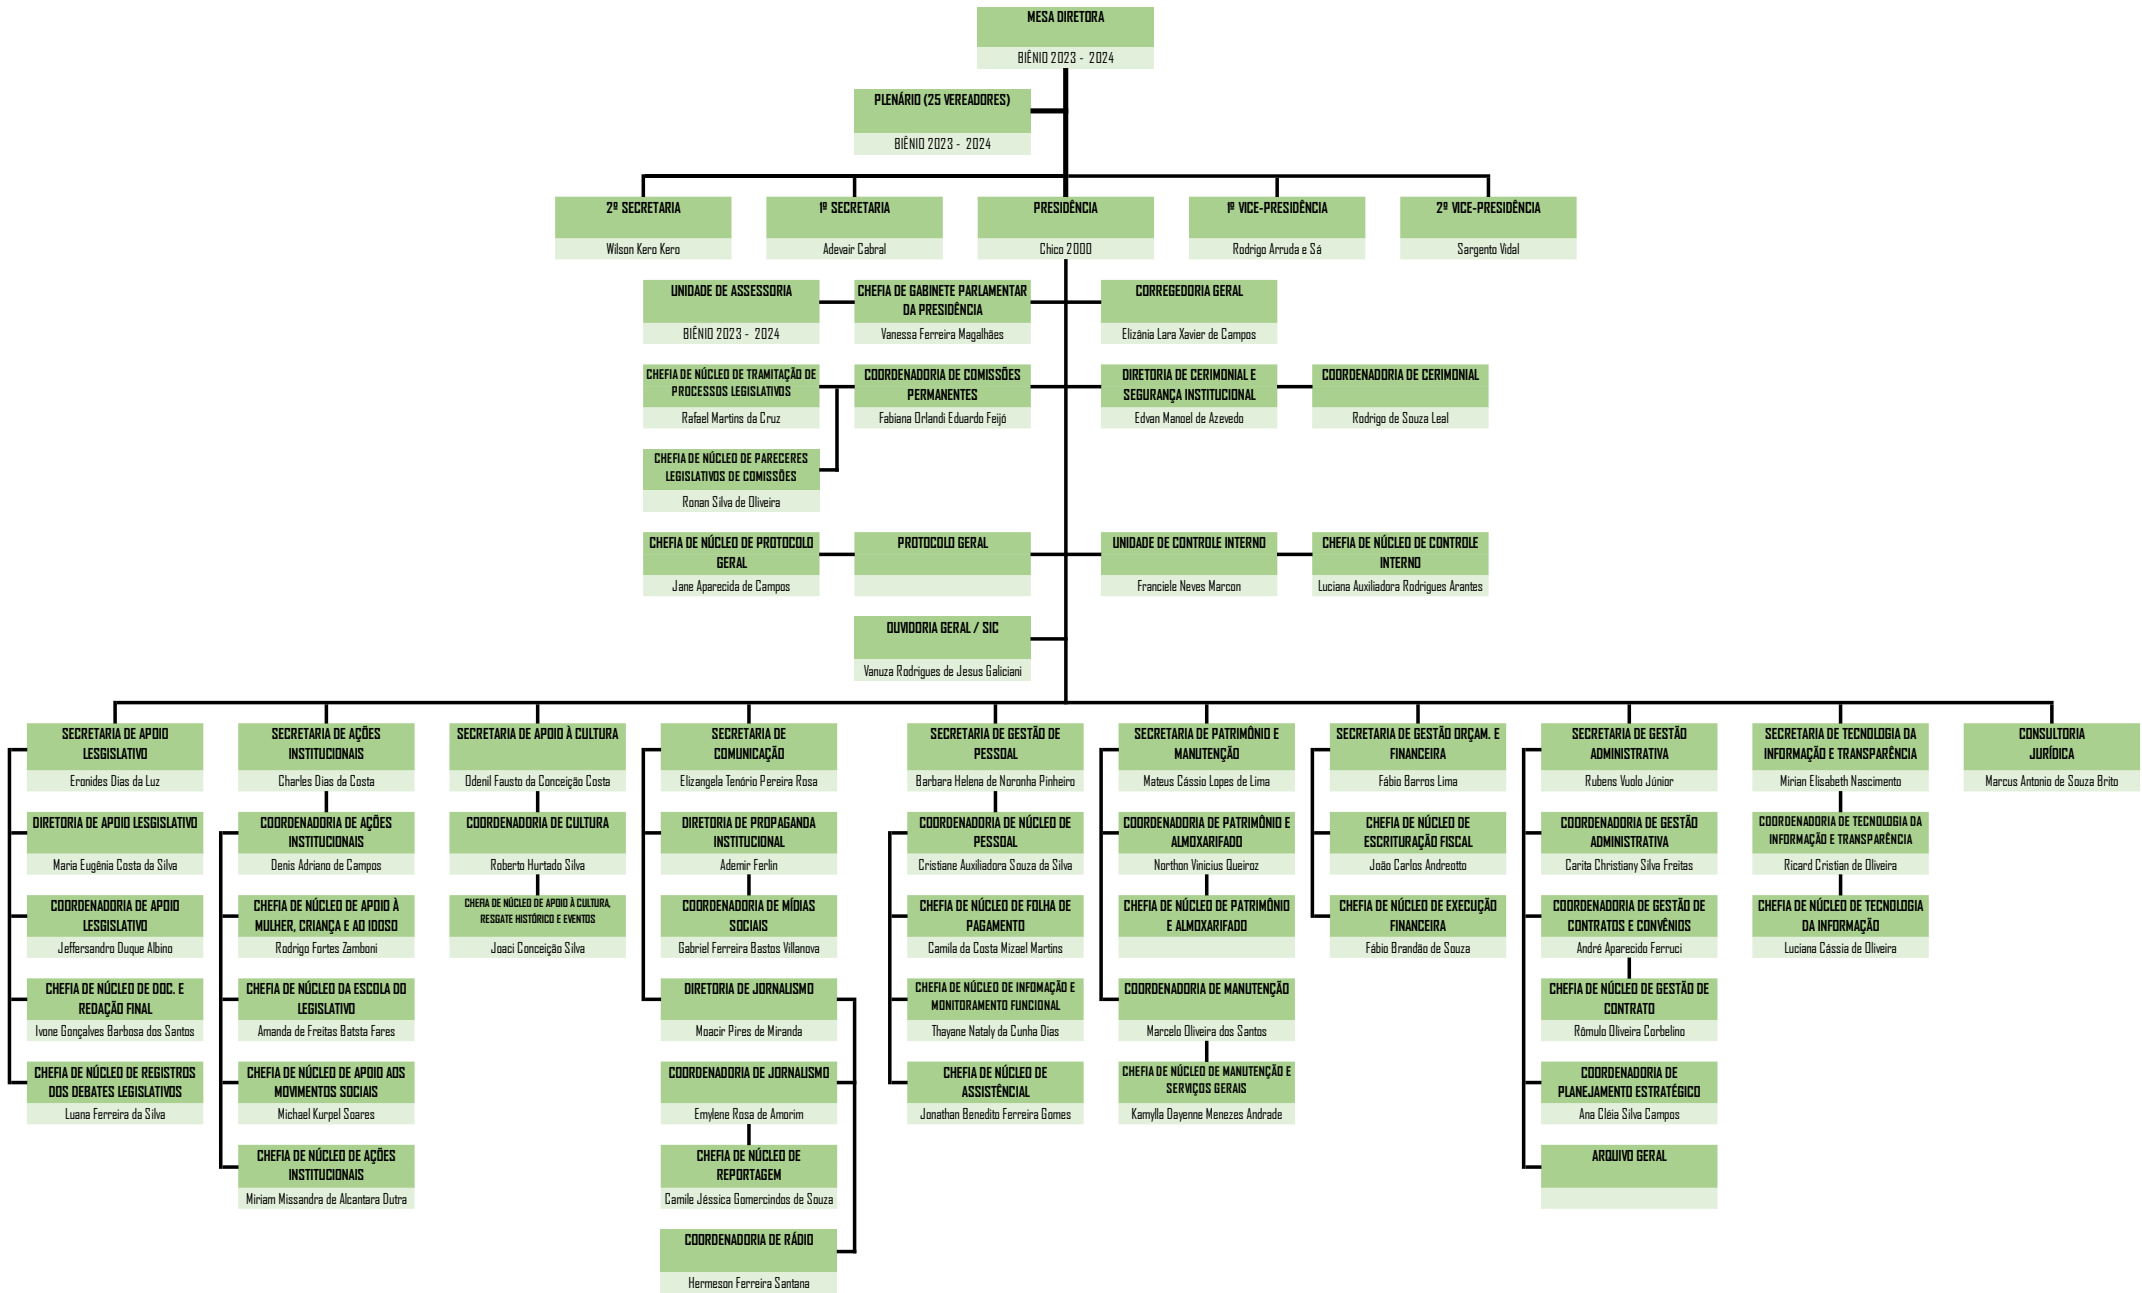 MESA DIRETORA
BIÊNIO 2023 - 2024
PLENÁRIO (25 VEREADORES)
BIÊNIO 2023 - 2024
2º SECRETARIA
Wilson Kero Kero
1º SECRETARIA
Adevair Cabral
PRESIDÊNCIA
Chico 2000
1º VICE-PRESIDÊNCIA
Rodrigo Arruda e Sá
2º VICE-PRESIDÊNCIA
Sargento Vidal
UNIDADE DE ASSESSORIA
BIÊNIO 2023 - 2024
CHEFIA DE GABINETE PARLAMENTAR
DA PRESIDÊNCIA
Vanessa Ferreira Magalhães
CORREGEDORIA GERAL
Elizânia Lara Xavier de Campos
CHEFIA DE NÚCLEO DE TRAMITAÇÃO DE
PROCESSOS LEGISLATIVOS
Rafael Martins da Cruz
COORDENADORIA DE COMISSÕES
PERMANENTES
Fabiana Orlandi Eduardo Feijó
DIRETORIA DE CERIMONIAL E
SEGURANÇA INSTITUCIONAL
Edvan Manoel de Azevedo
COORDENADORIA DE CERIMONIAL
Rodrigo de Souza Leal
CHEFIA DE NÚCLEO DE PARECERES
LEGISLATIVOS DE COMISSÕES
Ronan Silva de Oliveira
CHEFIA DE NÚCLEO DE PROTOCOLO
GERAL
Jane Aparecida de Campos
PROTOCOLO GERAL
UNIDADE DE CONTROLE INTERNO
Franciele Neves Marcon
CHEFIA DE NÚCLEO DE CONTROLE
INTERNO
Luciana Auxiliadora Rodrigues Arantes
OUVIDORIA GERAL / SIC
Vanuza Rodrigues de Jesus Galiciani
SECRETARIA DE APOIO
LESGISLATIVO
Eronides Dias da Luz
DIRETORIA DE APOIO LESGISLATIVO
Maria Eugênia Costa da Silva
COORDENADORIA DE APOIO
LESGISLATIVO
Jeffersandro Duque Albino
CHEFIA DE NÚCLEO DE DOC. E
REDAÇÃO FINAL
Ivone Gonçalves Barbosa dos Santos
CHEFIA DE NÚCLEO DE REGISTROS
DOS DEBATES LEGISLATIVOS
Luana Ferreira da Silva
SECRETARIA DE AÇÕES
INSTITUCIONAIS
Charles Dias da Costa
COORDENADORIA DE AÇÕES
INSTITUCIONAIS
Denis Adriano de Campos
CHEFIA DE NÚCLEO DE APOIO À
MULHER, CRIANÇA E AO IDOSO
Rodrigo Fortes Zamboni
CHEFIA DE NÚCLEO DA ESCOLA DO
LEGISLATIVO
Amanda de Freitas Batsta Fares
CHEFIA DE NÚCLEO DE APOIO AOS
MOVIMENTOS SOCIAIS
Michael Kurpel Soares
CHEFIA DE NÚCLEO DE AÇÕES
INSTITUCIONAIS
Miriam Missandra de Alcantara Dutra
SECRETARIA DE APOIO À CULTURA
Odenil Fausto da Conceição Costa
COORDENADORIA DE CULTURA
Roberto Hurtado Silva
CHEFIA DE NÚCLEO DE APOIO À CULTURA,
RESGATE HISTÓRICO E EVENTOS
Joaci Conceição Silva
SECRETARIA DE
COMUNICAÇÃO
Elizangela Tenório Pereira Rosa
DIRETORIA DE PROPAGANDA
INSTITUCIONAL
Ademir Ferlin
COORDENADORIA DE MÍDIAS
SOCIAIS
Gabriel Ferreira Bastos Villanova
DIRETORIA DE JORNALISMO
Moacir Pires de Miranda
COORDENADORIA DE JORNALISMO
Emylene Rosa de Amorim
CHEFIA DE NÚCLEO DE
REPORTAGEM
Camile Jéssica Gomercindos de Souza
COORDENADORIA DE RÁDIO
Hermeson Ferreira Santana
SECRETARIA DE GESTÃO DE
PESSOAL
Barbara Helena de Noronha Pinheiro
COORDENADORIA DE NÚCLEO DE
PESSOAL
Cristiane Auxiliadora Souza da Silva
CHEFIA DE NÚCLEO DE FOLHA DE
PAGAMENTO
Camila da Costa Mizael Martins
CHEFIA DE NÚCLEO DE INFOMAÇÃO E
MONITORAMENTO FUNCIONAL
Thayane Nataly da Cunha Dias
CHEFIA DE NÚCLEO DE
ASSISTÊNCIAL
Jonathan Benedito Ferreira Gomes
SECRETARIA DE PATRIMÔNIO E
MANUTENÇÃO
Mateus Cássio Lopes de Lima
COORDENADORIA DE PATRIMÔNIO E
ALMOXARIFADO
Northon Vinicius Queiroz
CHEFIA DE NÚCLEO DE PATRIMÔNIO
E ALMOXARIFADO
COORDENADORIA DE MANUTENÇÃO
Marcelo Oliveira dos Santos
CHEFIA DE NÚCLEO DE MANUTENÇÃO E
SERVIÇOS GERAIS
Kamylla Dayenne Menezes Andrade
SECRETARIA DE GESTÃO ORÇAM. E
FINANCEIRA
Fábio Barros Lima
CHEFIA DE NÚCLEO DE
ESCRITURAÇÃO FISCAL
João Carlos Andreotto
CHEFIA DE NÚCLEO DE EXECUÇÃO
FINANCEIRA
Fábio Brandão de Souza
SECRETARIA DE GESTÃO
ADMINISTRATIVA
Rubens Vuolo Júnior
COORDENADORIA DE GESTÃO
ADMINISTRATIVA
Carita Christiany Silva Freitas
COORDENADORIA DE GESTÃO DE
CONTRATOS E CONVÊNIOS
André Aparecido Ferruci
CHEFIA DE NÚCLEO DE GESTÃO DE
CONTRATO
Rômulo Oliveira Corbelino
COORDENADORIA DE
PLANEJAMENTO ESTRATÉGICO
Ana Cléia Silva Campos
ARQUIVO GERAL
SECRETARIA DE TECNOLOGIA DA
INFORMAÇÃO E TRANSPARÊNCIA
Mirian Elisabeth Nascimento
COORDENADORIA DE TECNOLOGIA DA
INFORMAÇÃO E TRANSPARÊNCIA
Ricard Cristian de Oliveira
CHEFIA DE NÚCLEO DE TECNOLOGIA
DA INFORMAÇÃO
Luciana Cássia de Oliveira
CONSULTORIA
JURÍDICA
Marcus Antonio de Souza Brito